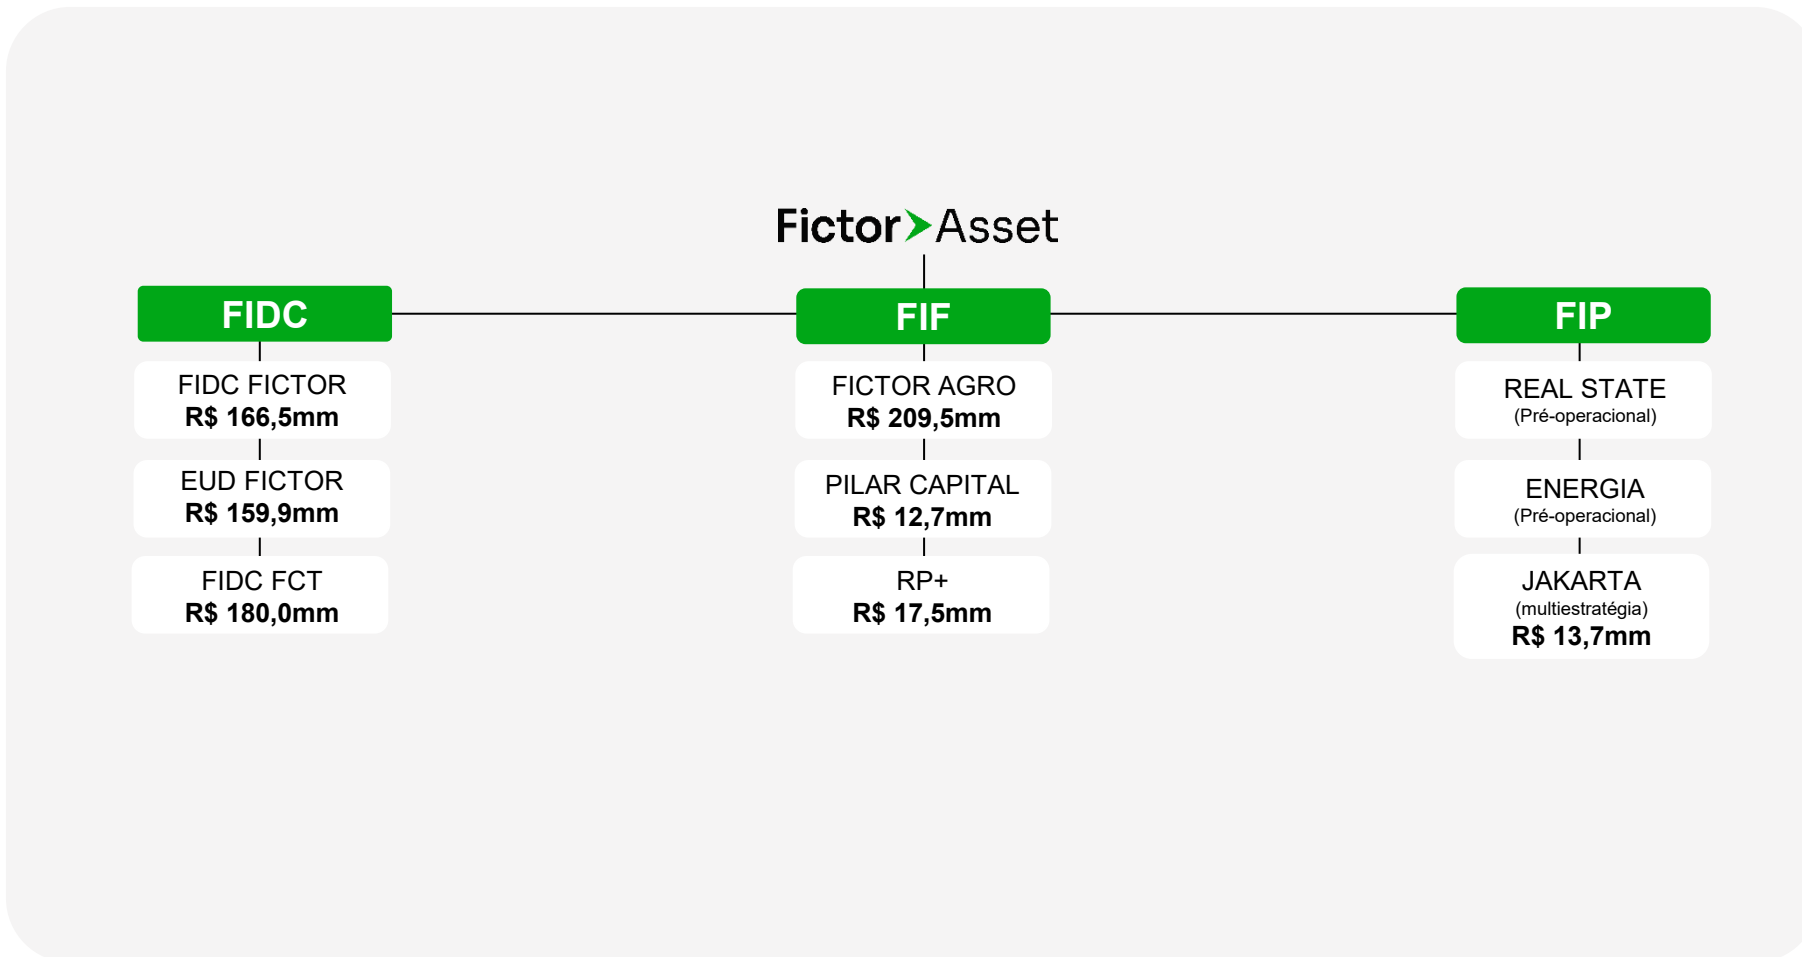 Fictor Asset
FIDC
FIDC FICTOR
R$ 166,5mm
EUD FICTOR
R$ 159,9mm
FIDC FCT
R$ 180,0mm
FIF
FICTOR AGRO
R$ 209,5mm
PILAR CAPITAL
R$ 12,7mm
RP+
R$ 17,5mm
FIP
REAL STATE
(Pré-operacional)
ENERGIA
(Pré-operacional)
JAKARTA
(multiestratégia)
R$ 13,7mm